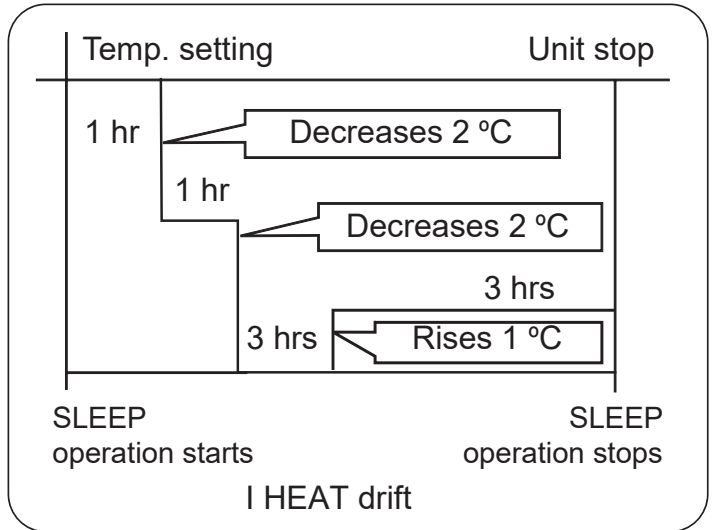 Temp. setting
Unit stop
1 hr
Decreases 2 ºC
1 hr
Decreases 2 ºC
3 hrs
3 hrs
Rises 1 ºC
SLEEP
operation starts
SLEEP
operation stops
I HEAT drift